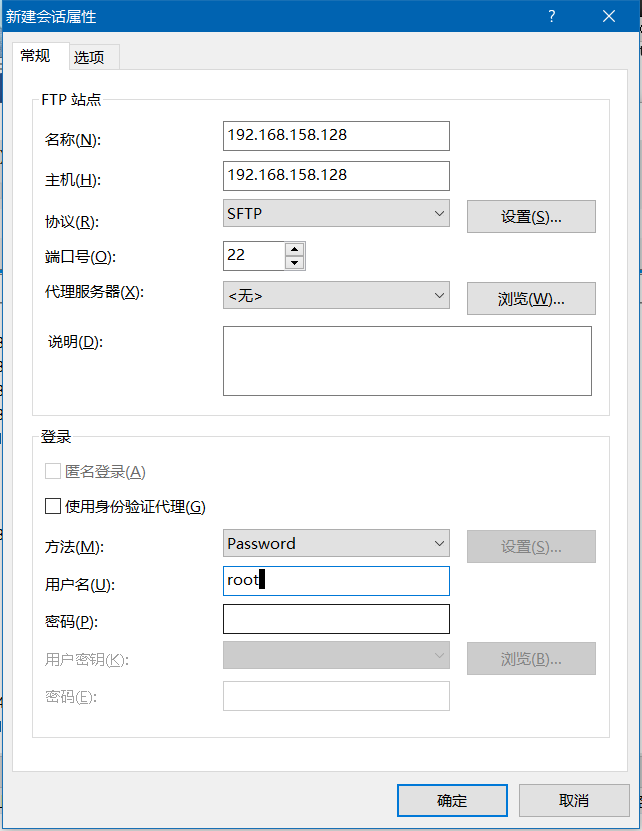 新建会话属性 ?
常规 选项
FTP 站点
名称(N): 192.168.158.128
主机(H): 192.168.158.128
协议(R): SFTP 设置(S)...
端口号(O): 22
代理服务器(X): <无> 浏览(W)...
说明(D):
登录
匿名登录(A)
使用身份验证代理(G)
方法(M): Password 设置(S)...
用户名(U): root
密码(P):
用户密钥(K): 浏览(B)...
密码(E):
确定 取消